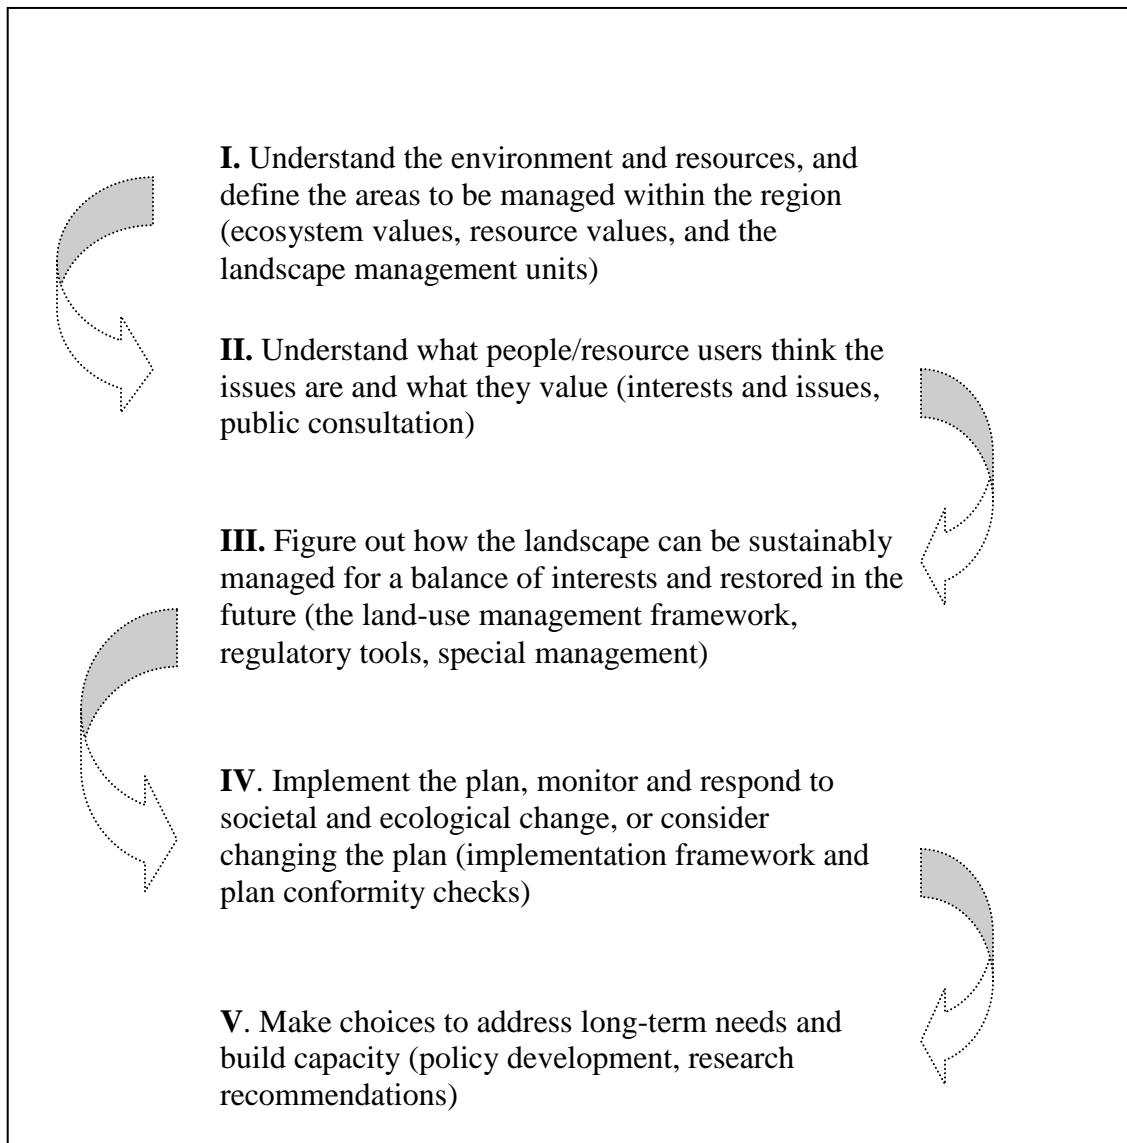 I. Understand the environment and resources, and
define the areas to be managed within the region
(ecosystem values, resource values, and the
landscape management units)
II. Understand what people/resource users think the
issues are and what they value (interests and issues,
public consultation)
III. Figure out how the landscape can be sustainably
managed for a balance of interests and restored in the
future (the land-use management framework,
regulatory tools, special management)
IV. Implement the plan, monitor and respond to
societal and ecological change, or consider
changing the plan (implementation framework and
plan conformity checks)
V. Make choices to address long-term needs and
build capacity (policy development, research
recommendations)